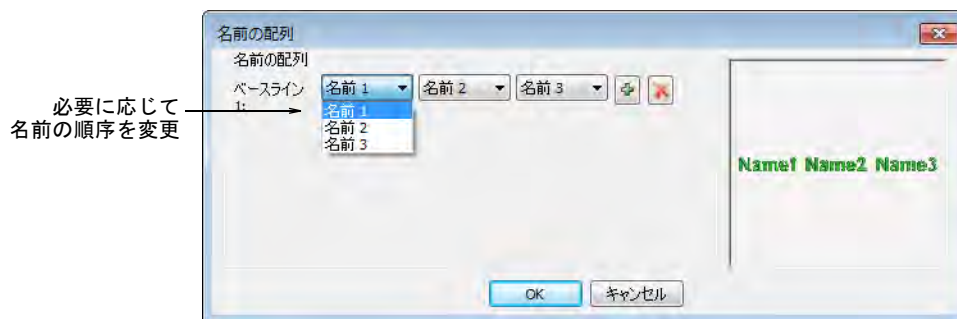 名前の配列
名前の配列
ベースライン 1:
名前 1 名前 2 名前 3
名前 1
名前 2
名前 3
必要に応じて
名前の順序を変更
Name1 Name2 Name3
OK キャンセル